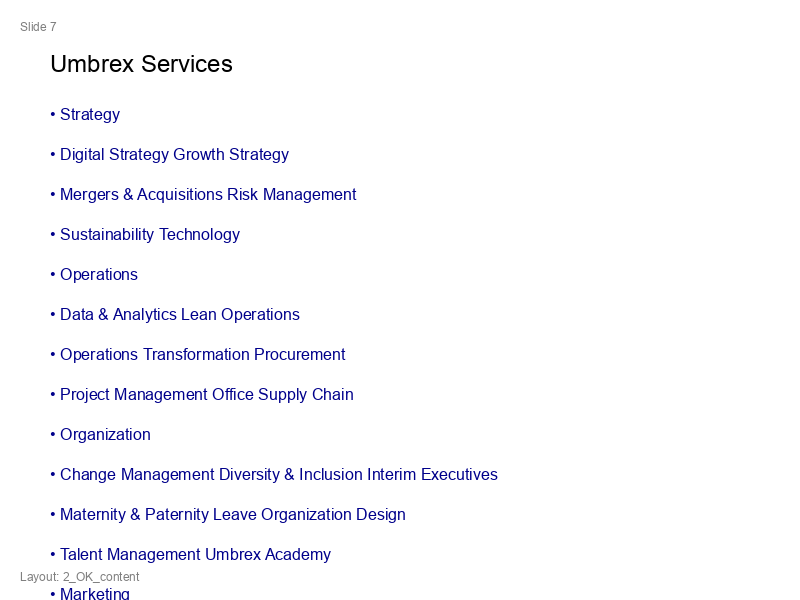 Slide 7
Umbrex Services
• Strategy
• Digital Strategy Growth Strategy
• Mergers & Acquisitions Risk Management
• Sustainability Technology
• Operations
• Data & Analytics Lean Operations
• Operations Transformation Procurement
• Project Management Office Supply Chain
• Organization
• Change Management Diversity & Inclusion Interim Executives
• Maternity & Paternity Leave Organization Design
• Talent Management Umbrex Academy
Layout: 2_OK_content
• Marketing